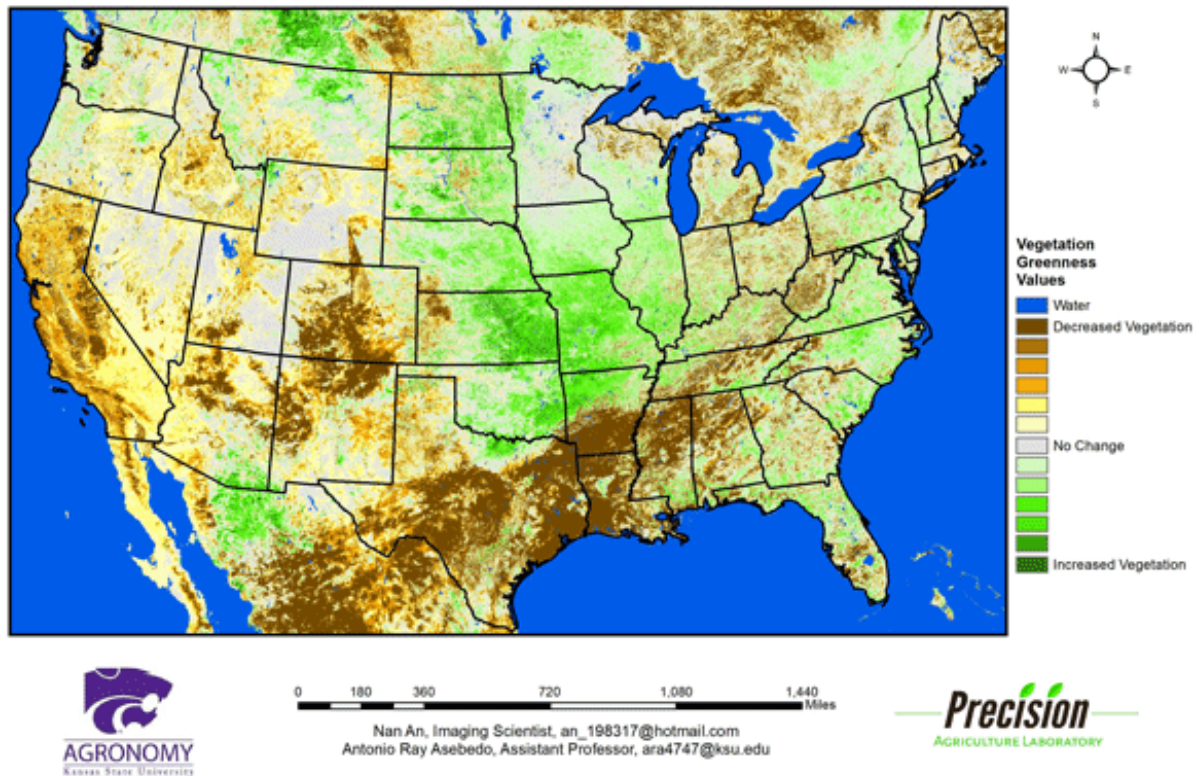 N
W
E
S
Vegetation
Greenness
Values
Water
Decreased Vegetation
No Change
Increased Vegetation
0 180 360 720 1,080 1,440
Miles
Nan An, Imaging Scientist, an_198317@hotmail.com
Antonio Ray Asebedo, Assistant Professor, ara4747@ksu.edu
AGRONOMY
Kansas State University
Precision
AGRICULTURE LABORATORY